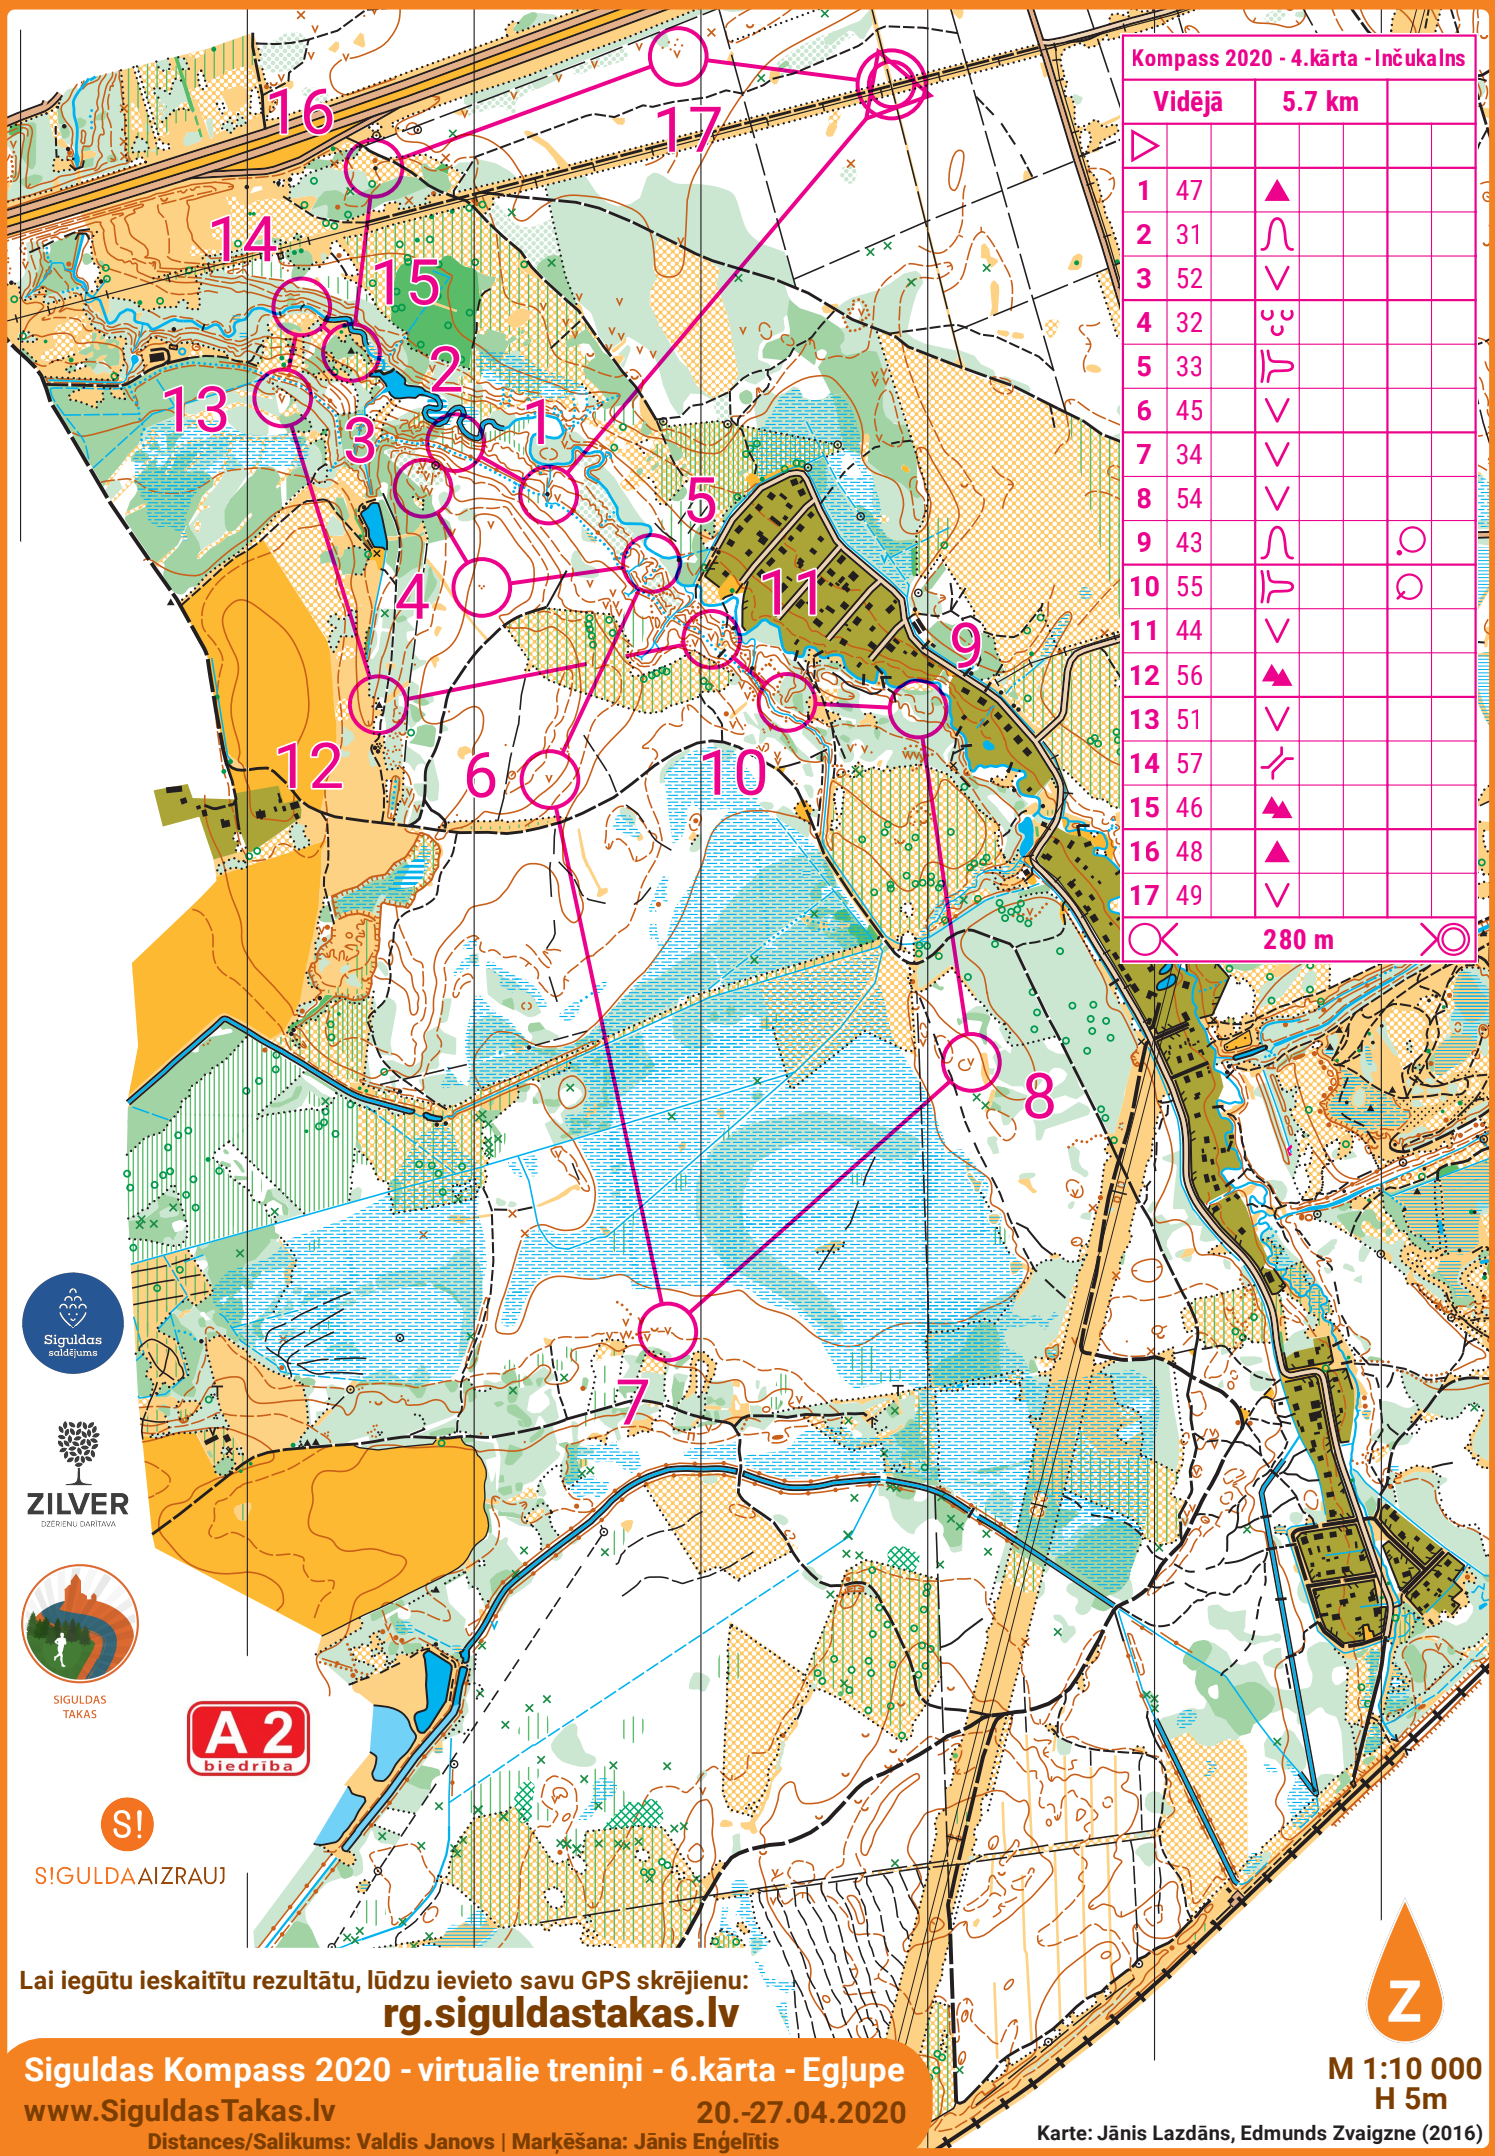 Kompass 2020 - 4.kārta - Inčukalns
Vidējā 5.7 km
1 47
2 31
3 52
4 32
5 33
6 45
7 34
8 54
9 43
10 55
11 44
12 56
13 51
14 57
15 46
16 48
17 49
280 m
16
17
14
15
2
13
1
3
5
4
11
9
12
6
10
8
7
Siguldas
saldējums
ZILVER
DZĒRIENU DARĪTAVA
SIGULDAS
TAKAS
A 2
biedrība
S!
S!GULDAAIZRAUJ
Lai iegūtu ieskaitītu rezultātu, lūdzu ievieto savu GPS skrējienu:
rg.siguldastakas.lv
Siguldas Kompass 2020 - virtuālie treniņi - 6.kārta - Egļupe
www.SiguldasTakas.lv 20.-27.04.2020
Distances/Salikums: Valdis Janovs | Marķēšana: Jānis Eņģelītis
Z
M 1:10 000
H 5m
Karte: Jānis Lazdāns, Edmunds Zvaigzne (2016)